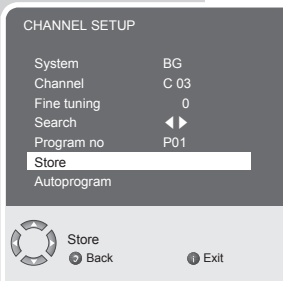 CHANNEL SETUP
System BG
Channel C 03
Fine tuning 0
Search
Program no P01
Store
Autoprogram
Store
Back
i Exit